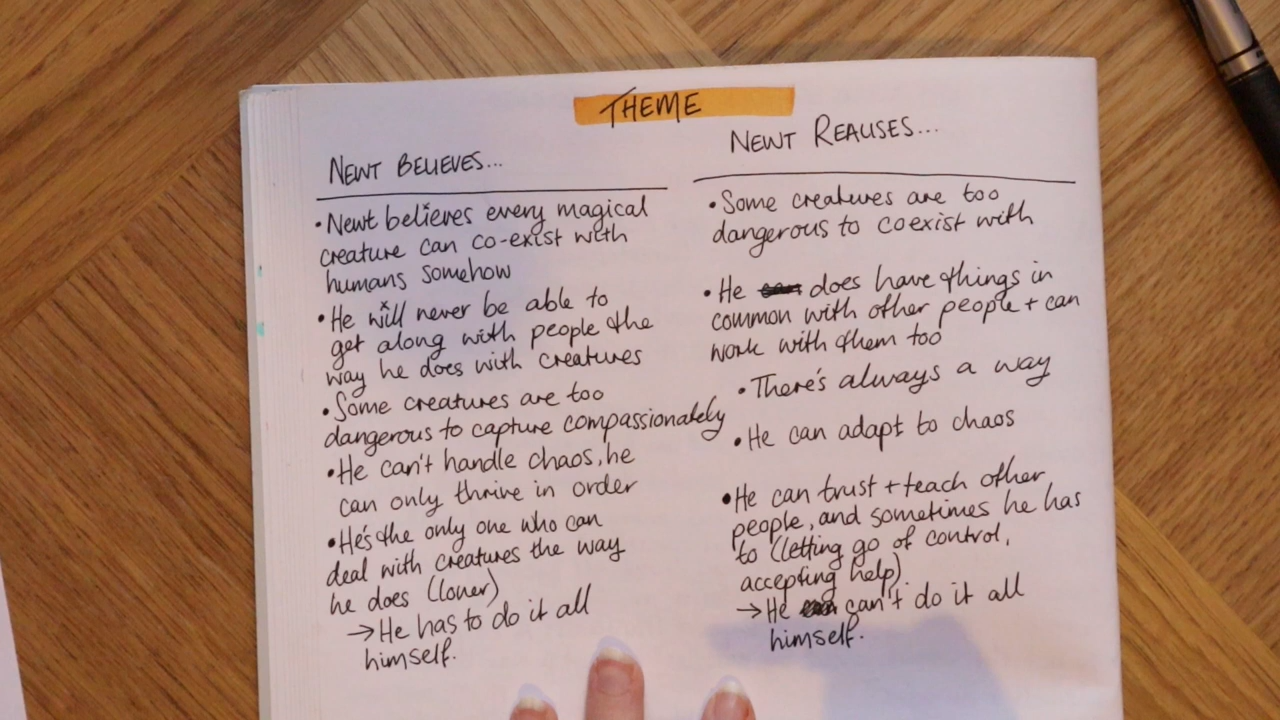 THEME
NEWT BELIEVES...
• Newt believes every magical
creature can co-exist with
humans somehow
• He will never be able to
get along with people the
way he does with creatures
• Some creatures are too
dangerous to capture compassionately
• He can't handle chaos, he
can only thrive in order
• He's the only one who can
deal with creatures the way
he does (loner)
→ He has to do it all
himself.
NEWT REALISES...
• Some creatures are too
dangerous to coexist with
• He does have things in
common with other people + can
work with them too
• There's always a way
• He can adapt to chaos
• He can trust + teach other
people, and sometimes he has
to (letting go of control,
accepting help).
→ He can't do it all
himself.